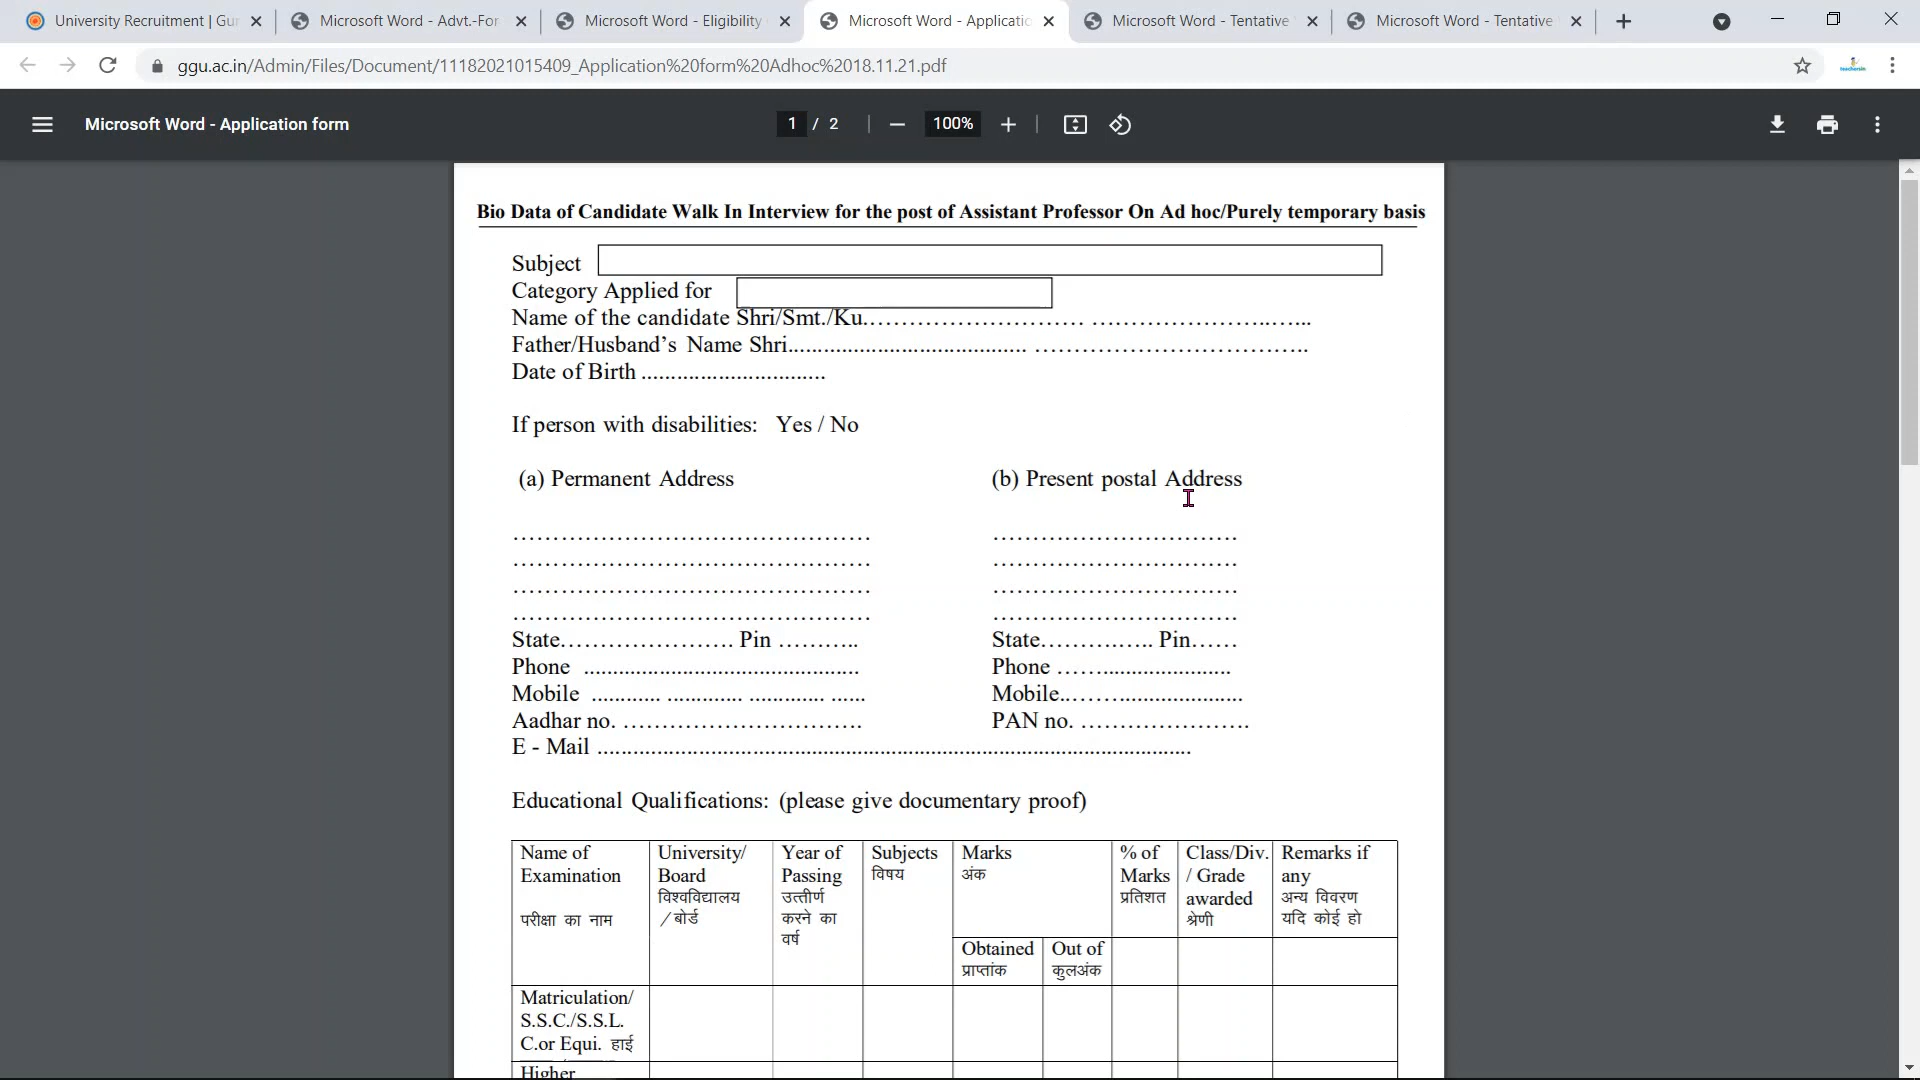 University Recruitment | Gur
Microsoft Word - Advt.-For
Microsoft Word - Eligibility
Microsoft Word - Applicatio
Microsoft Word - Tentative
Microsoft Word - Tentative
ggu.ac.in/Admin/Files/Document/11182021015409_Application%20form%20Adhoc%2018.11.21.pdf
Microsoft Word - Application form
1 / 2
100%
Bio Data of Candidate Walk In Interview for the post of Assistant Professor On Ad hoc/Purely temporary basis
Subject
Category Applied for
Name of the candidate Shri/Smt./Ku..............................................................
Father/Husband’s Name Shri..............................................................
Date of Birth ...............................
If person with disabilities: Yes / No
(a) Permanent Address
(b) Present postal Address
State...................... Pin ...........
State................. Pin......
Phone ...............................................
Phone ...............................
Mobile ............ ............. ............. ......
Mobile...............................
Aadhar no. ..............................
PAN no. ......................
E - Mail ....................................................................................................
Educational Qualifications: (please give documentary proof)
Name of Examination
परीक्षा का नाम
University/ Board
विश्वविद्यालय /बोर्ड
Year of Passing
उत्तीर्ण करने का वर्ष
Subjects
विषय
Marks
अंक
% of Marks
प्रतिशत
Class/Div. / Grade awarded
श्रेणी
Remarks if any
अन्य विवरण यदि कोई हो
Obtained
प्राप्तांक
Out of
कुलअंक
Matriculation/
S.S.C./S.S.L.
C.or Equi. हाई
Higher